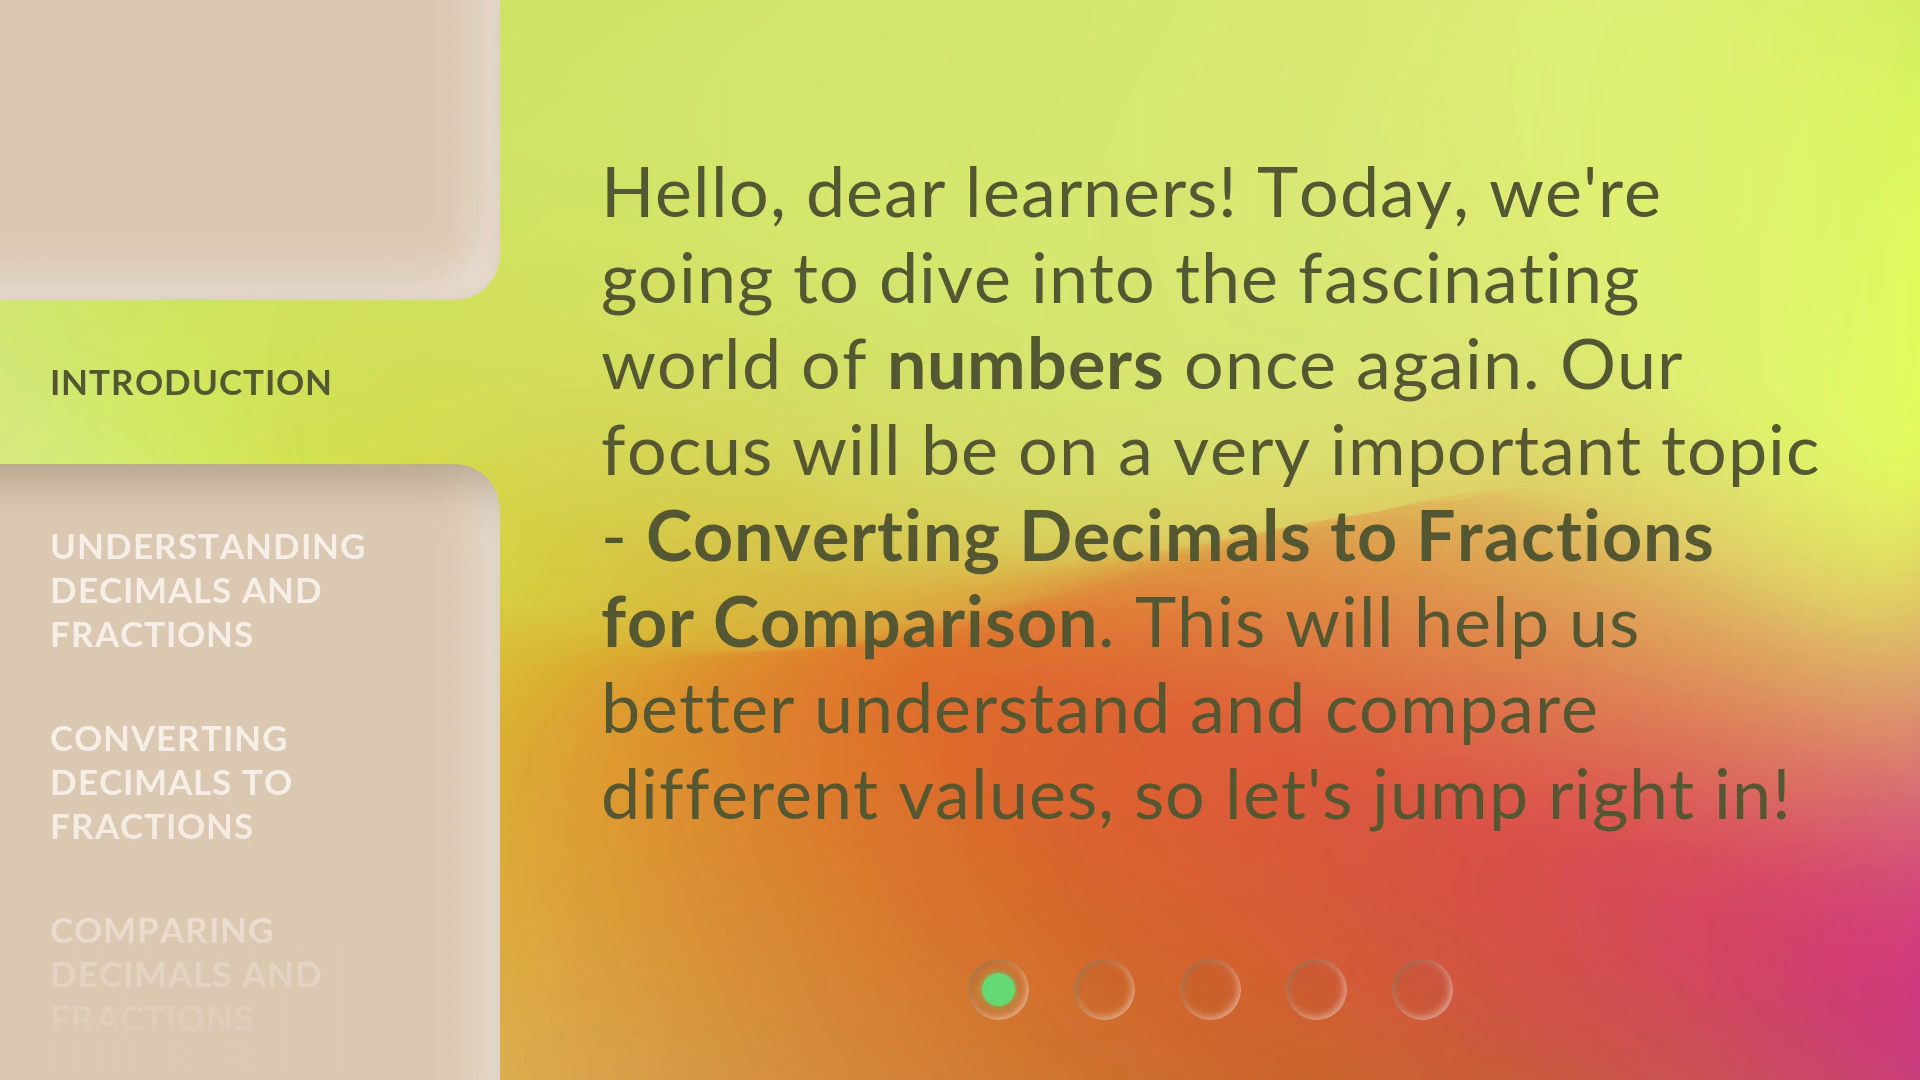 INTRODUCTION
UNDERSTANDING
DECIMALS AND
FRACTIONS
CONVERTING
DECIMALS TO
FRACTIONS
COMPARING
DECIMALS AND
FRACTIONS
Hello, dear learners! Today, we're
going to dive into the fascinating
world of numbers once again. Our
focus will be on a very important topic
- Converting Decimals to Fractions
for Comparison. This will help us
better understand and compare
different values, so let's jump right in!